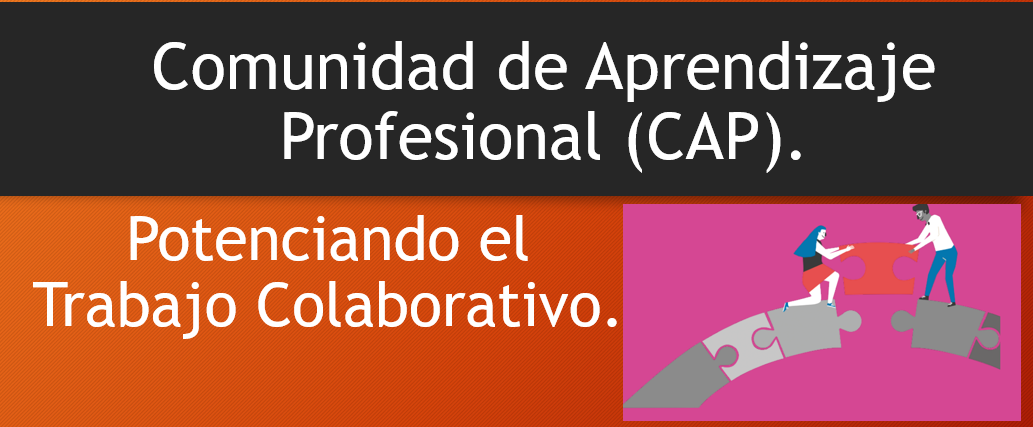 Comunidad de Aprendizaje
Profesional (CAP).
Potenciando el
Trabajo Colaborativo.